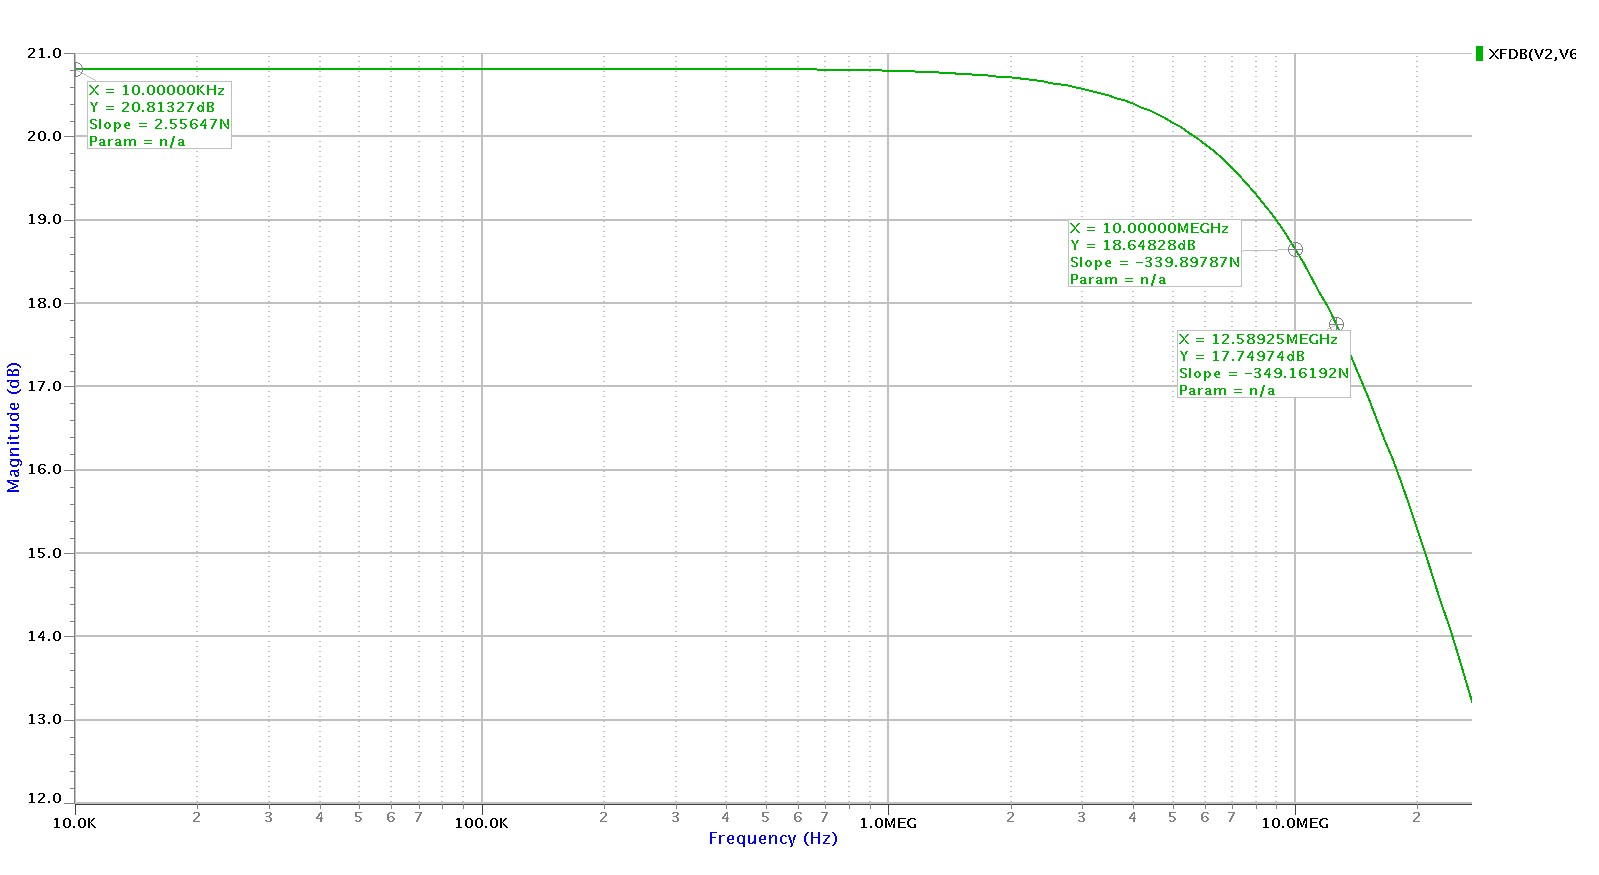 21.0
XFDB(V2,V6
X = 10.00000KHz
Y = 20.81327dB
Slope = 2.55647N
Param = n/a
20.0
19.0
X = 10.00000MEGHz
Y = 18.64828dB
Slope = -339.89787N
Param = n/a
18.0
X = 12.58925MEGHz
Y = 17.74974dB
Slope = -349.16192N
Param = n/a
17.0
Magnitude (dB)
16.0
15.0
14.0
13.0
12.0
2 3 4 5 6 7 2 3 4 5 6 7 2 3 4 5 6 7 2
10.0K 100.0K 1.0MEG 10.0MEG
Frequency (Hz)